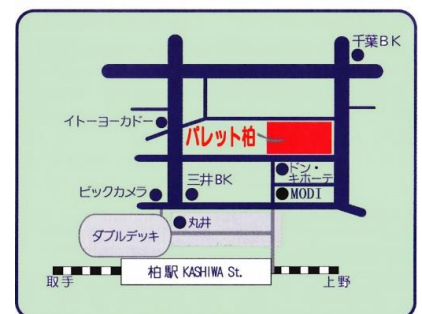 千葉BK
イトーヨーカドー
パレット柏
ドン・
キホーテ
三井BK
ビックカメラ
MODI
丸井
ダブルデッキ
柏駅 KASHIWA St.
取手
上野